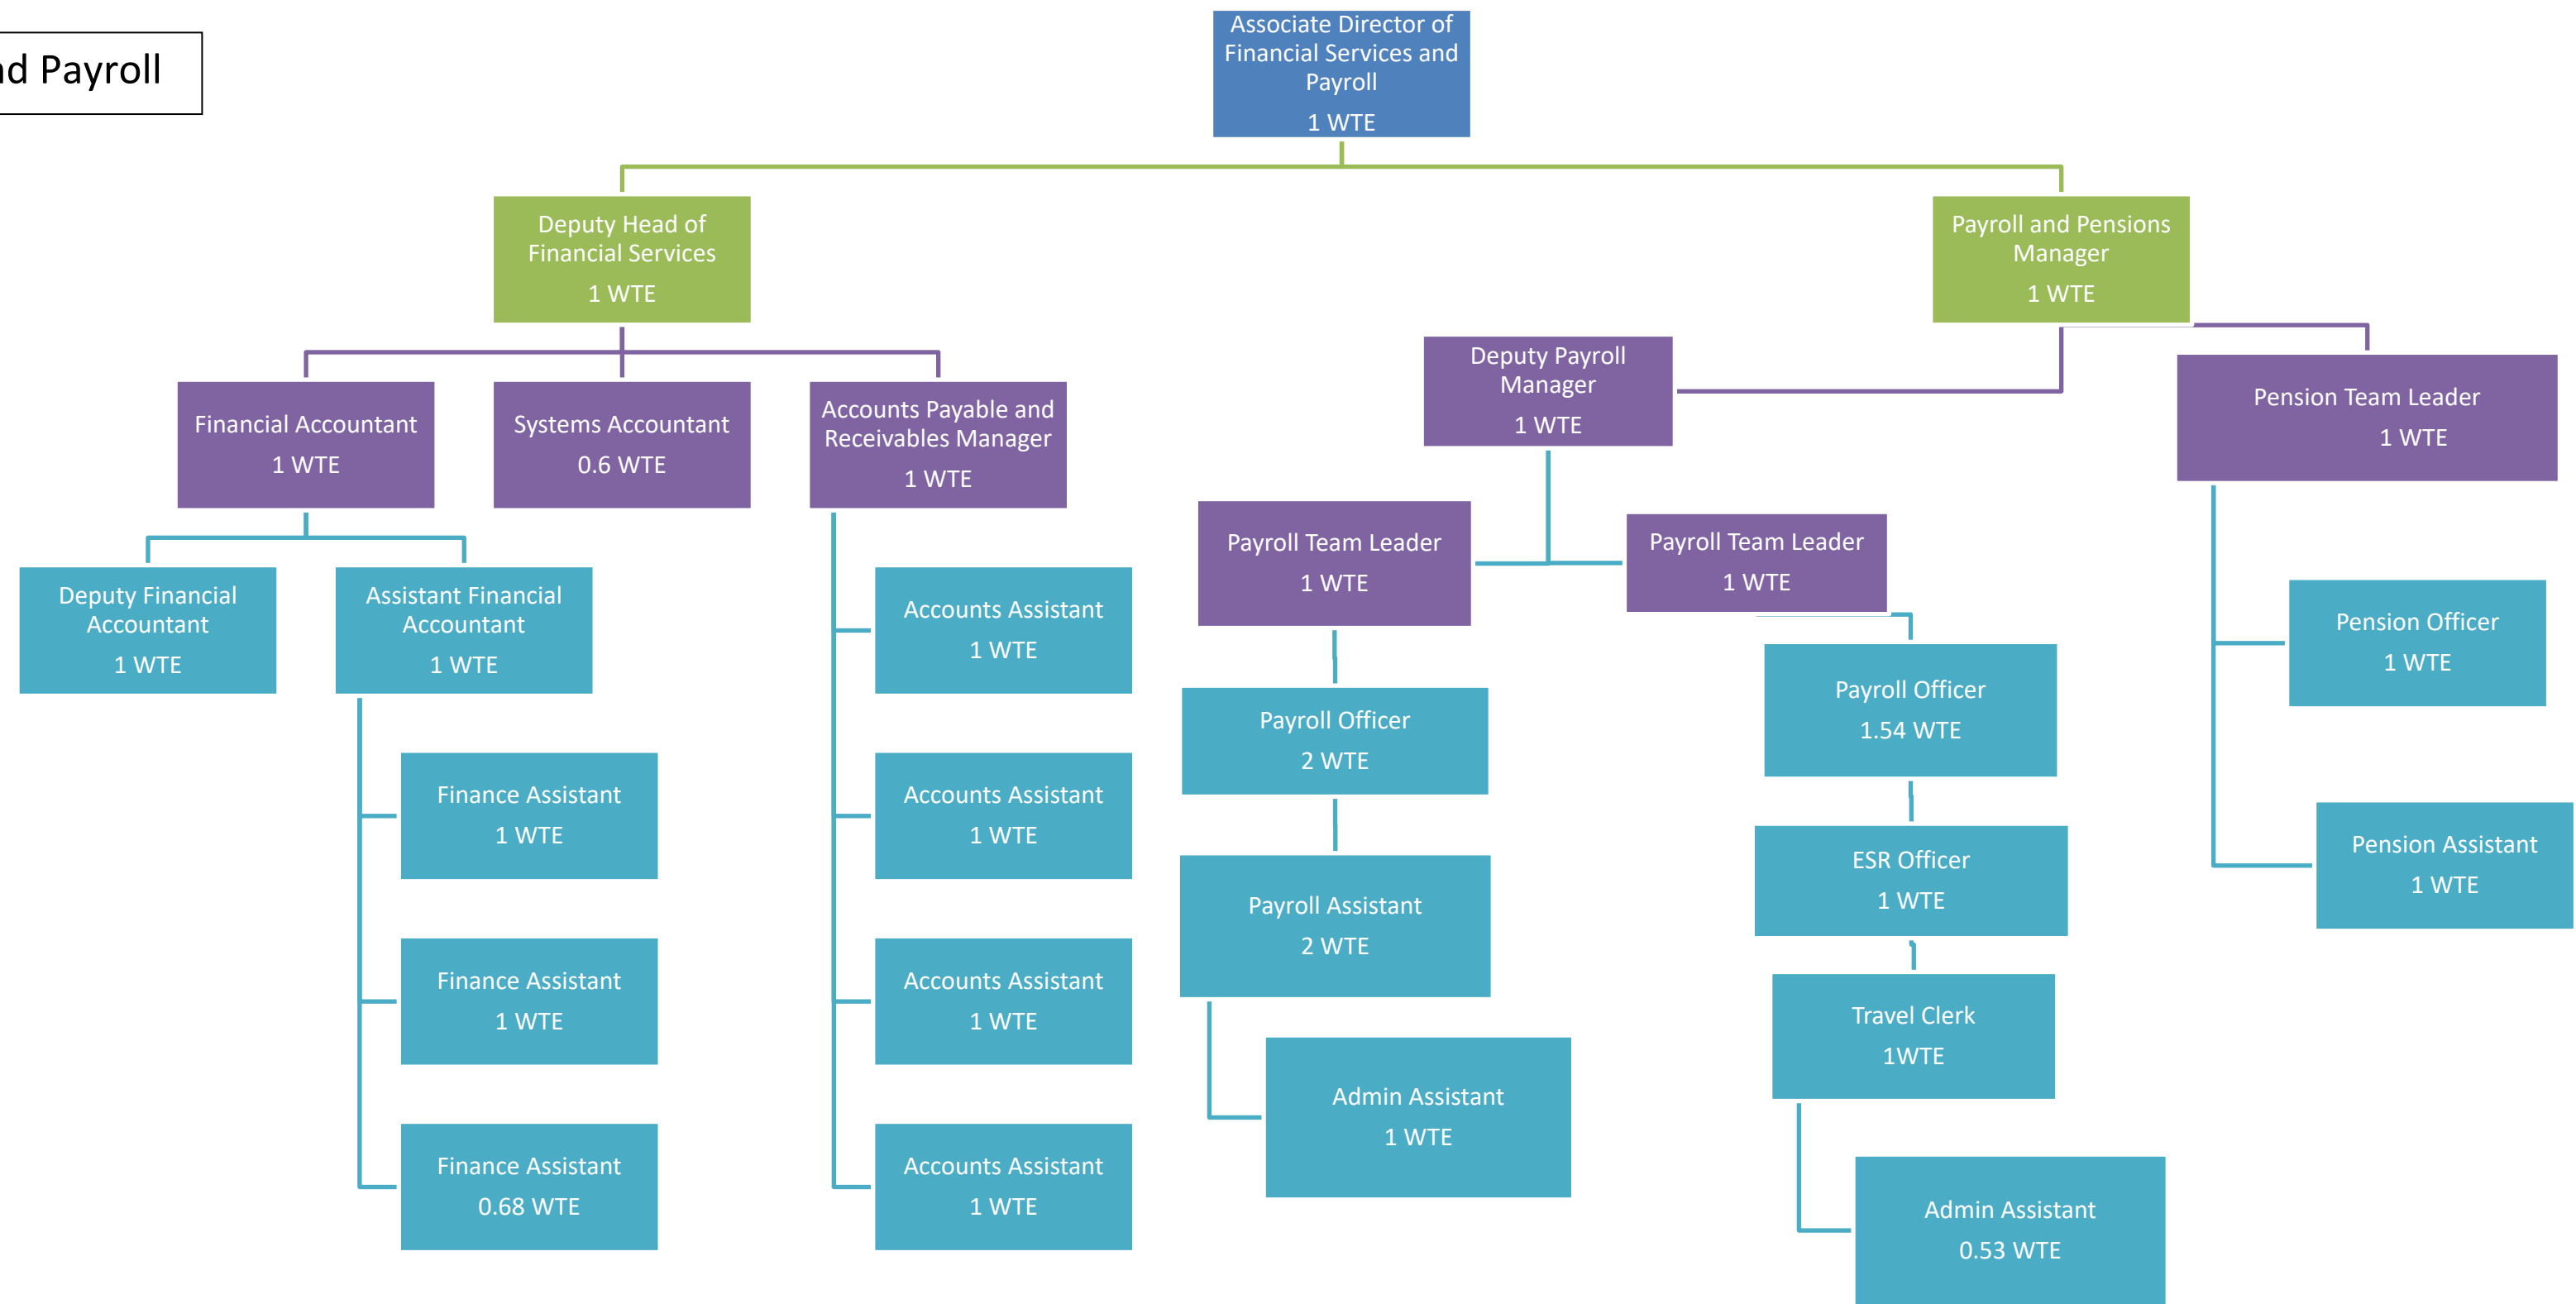 nd Payroll
Associate Director of
Financial Services and
Payroll
1 WTE
Deputy Head of
Financial Services
1 WTE
Payroll and Pensions
Manager
1 WTE
Financial Accountant
1 WTE
Systems Accountant
0.6 WTE
Accounts Payable and
Receivables Manager
1 WTE
Deputy Payroll
Manager
1 WTE
Pension Team Leader
1 WTE
Deputy Financial
Accountant
1 WTE
Assistant Financial
Accountant
1 WTE
Finance Assistant
1 WTE
Finance Assistant
1 WTE
Finance Assistant
0.68 WTE
Accounts Assistant
1 WTE
Accounts Assistant
1 WTE
Accounts Assistant
1 WTE
Accounts Assistant
1 WTE
Payroll Team Leader
1 WTE
Payroll Officer
2 WTE
Payroll Assistant
2 WTE
Admin Assistant
1 WTE
Payroll Team Leader
1 WTE
Payroll Officer
1.54 WTE
ESR Officer
1 WTE
Travel Clerk
1WTE
Admin Assistant
0.53 WTE
Pension Officer
1 WTE
Pension Assistant
1 WTE